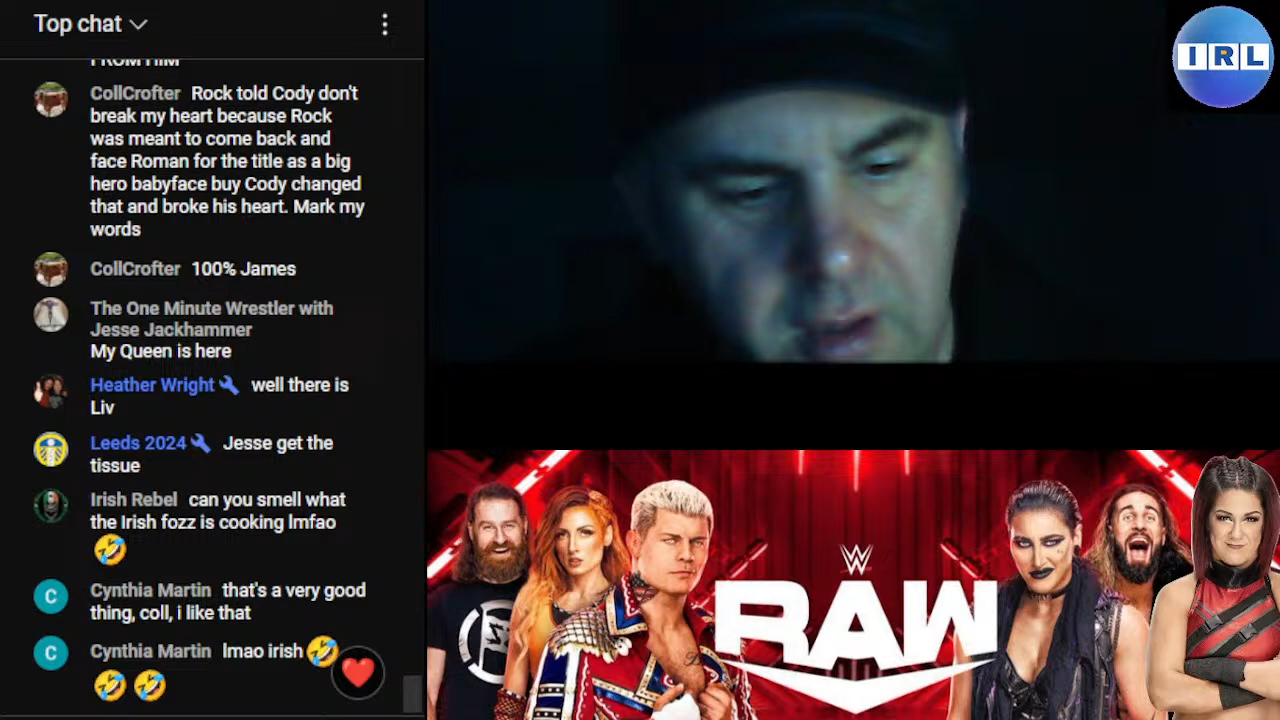 Top chat
FROM HIM
CollCrofter Rock told Cody don't
break my heart because Rock
was meant to come back and
face Roman for the title as a big
hero babyface buy Cody changed
that and broke his heart. Mark my
words
CollCrofter 100% James
The One Minute Wrestler with
Jesse Jackhammer
My Queen is here
Heather Wright well there is
Liv
Leeds 2024 Jesse get the
tissue
Irish Rebel can you smell what
the Irish fozz is cooking lmfao
🤣
C Cynthia Martin that's a very good
thing, coll, i like that
C Cynthia Martin lmao irish 🤣
🤣 🤣
IRL
W
RAW